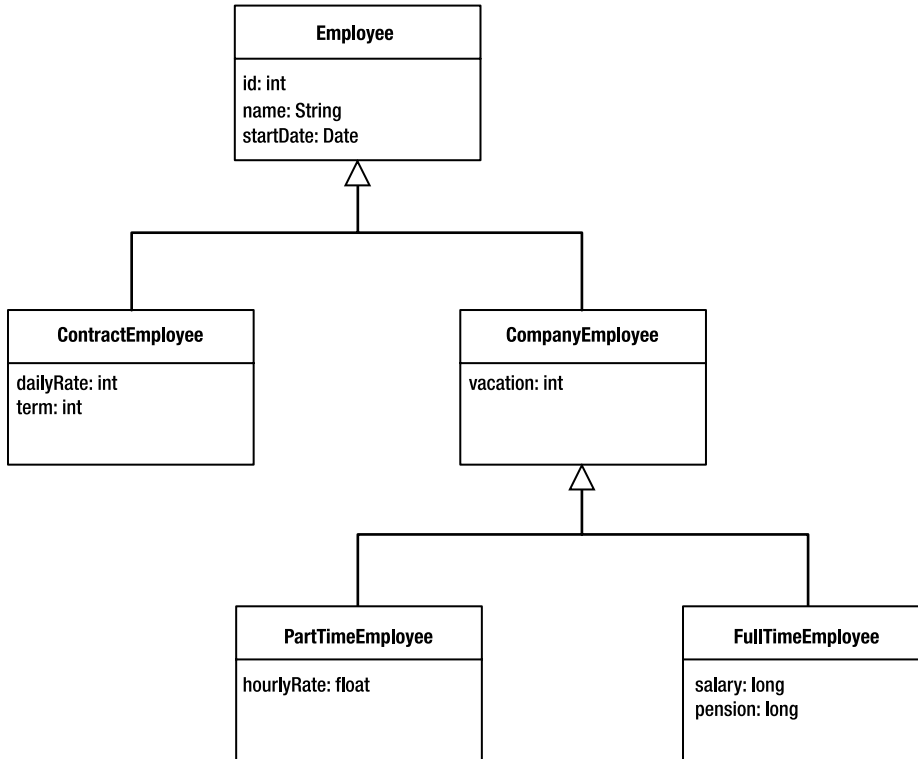 Employee
id: int
name: String
startDate: Date
ContractEmployee
dailyRate: int
term: int
CompanyEmployee
vacation: int
PartTimeEmployee
hourlyRate: float
FullTimeEmployee
salary: long
pension: long